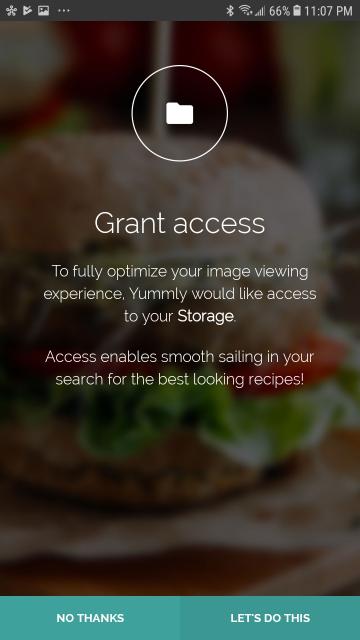 66% 11:07 PM
Grant access
To fully optimize your image viewing
experience, Yummly would like access
to your Storage.
Access enables smooth sailing in your
search for the best looking recipes!
NO THANKS LET'S DO THIS